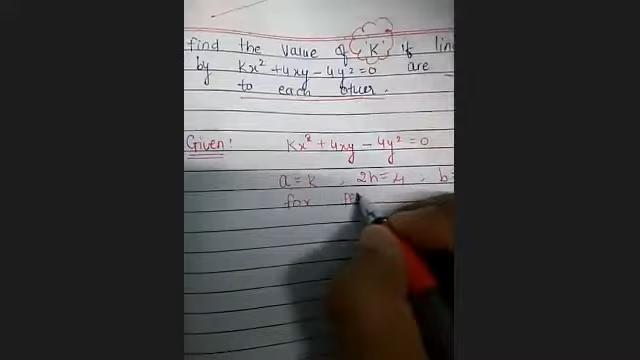 find the value of 'K' if
by Kx² + 4xy - 4y² = 0 are
to each other.
Given: Kx² + 4xy - 4y² = 0
a = K , 2h = 4 , b =
for